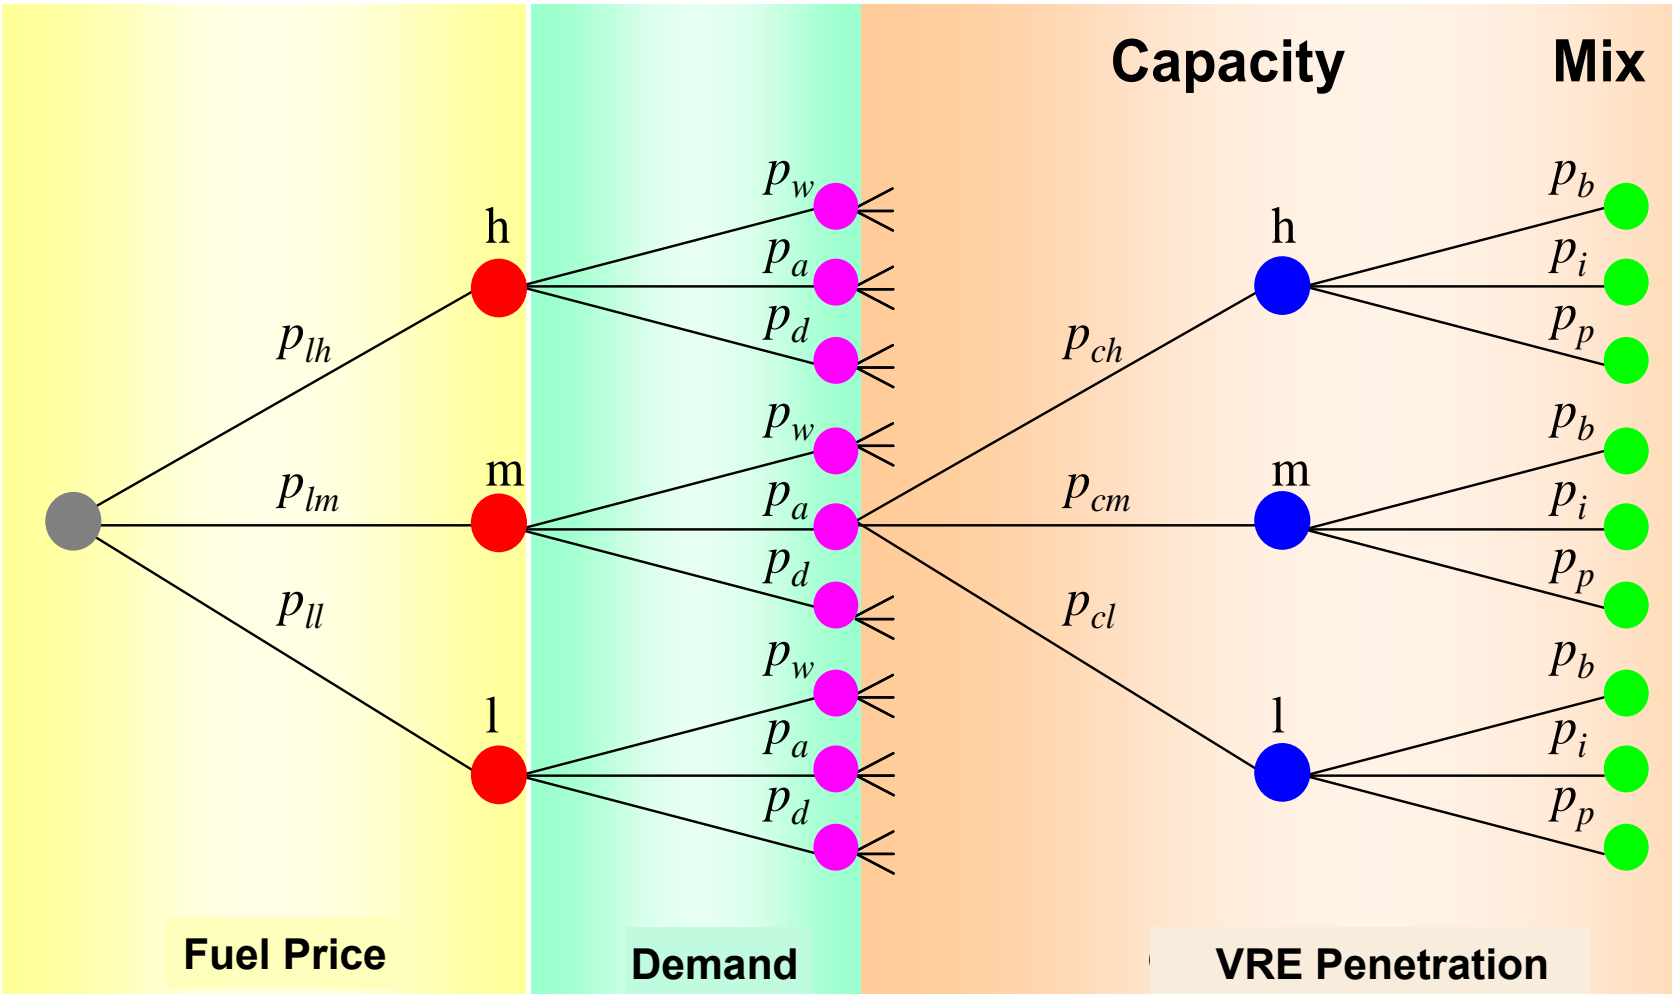 Capacity Mix
p_w
p_b
h
h
p_a
p_i
p_d
p_p
p_lh
p_ch
p_w
p_b
m
m
p_lm
p_a
p_cm
p_i
p_d
p_p
p_ll
p_cl
p_w
p_b
l
l
p_a
p_i
p_d
p_p
Fuel Price
Demand
VRE Penetration